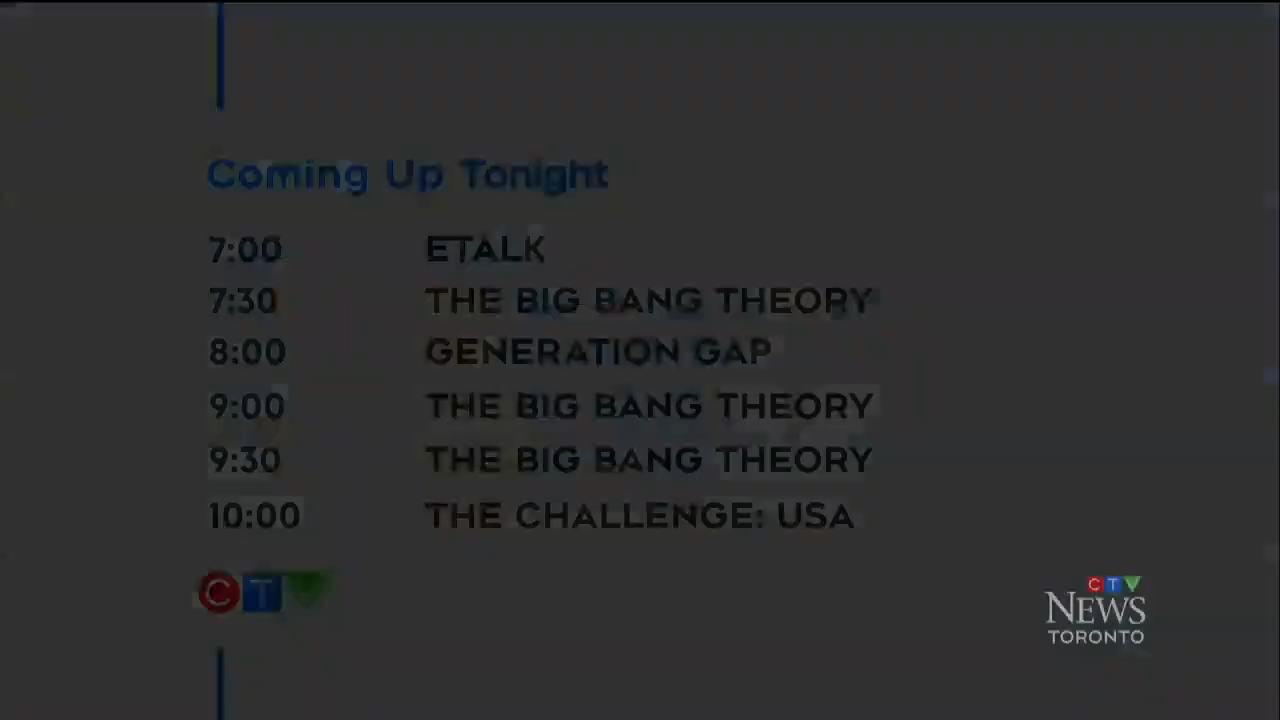 Coming Up Tonight
7:00 ETALK
7:30 THE BIG BANG THEORY
8:00 GENERATION GAP
9:00 THE BIG BANG THEORY
9:30 THE BIG BANG THEORY
10:00 THE CHALLENGE: USA
CTV
CTV
NEWS
TORONTO